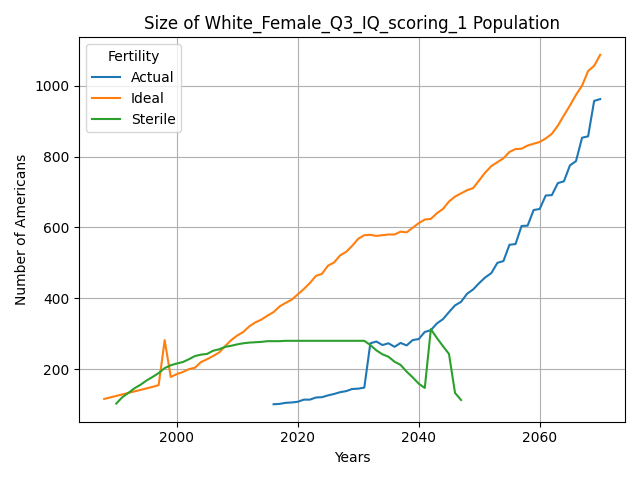 Size of White_Female_Q3_IQ_scoring_1 Population
Fertility
Actual
Ideal
Sterile
Number of Americans
1000
800
600
400
200
2000
2020
2040
2060
Years